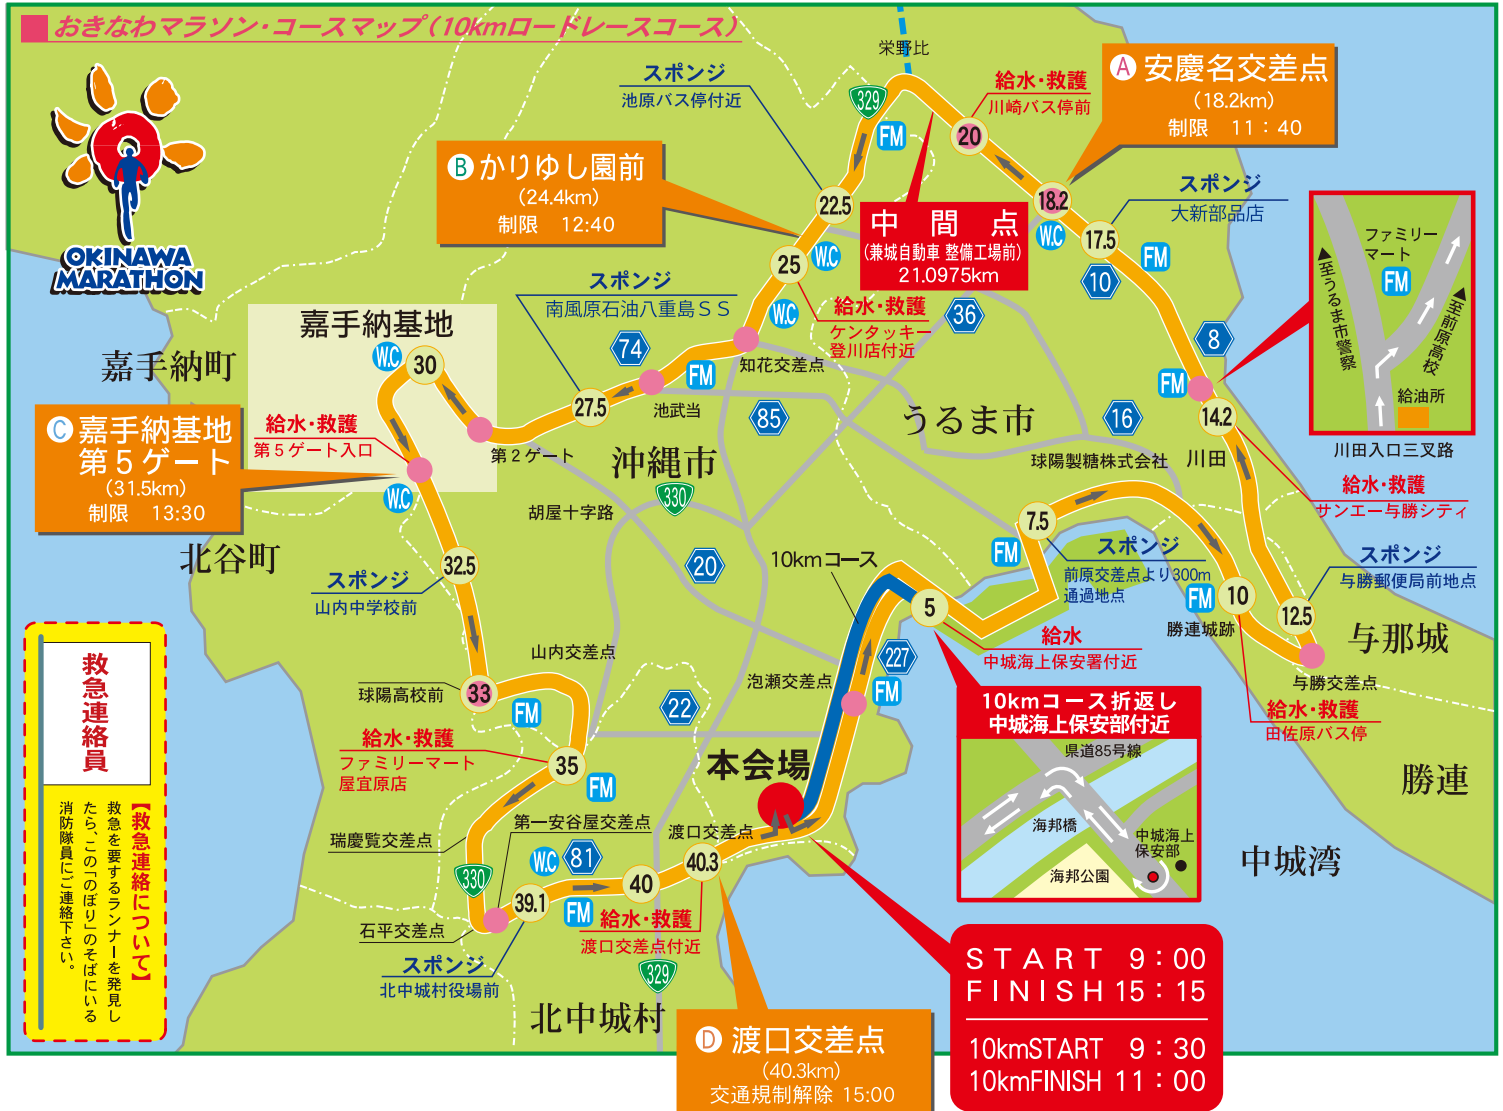 おきなわマラソン・コースマップ（10kmロードレースコース）
OKINAWA
MARATHON
栄野比
スポンジ
池原バス停付近
329
FM
給水・救護
川崎バス停前
20
A 安慶名交差点
(18.2km)
制限 11：40
B かりゆし園前
(24.4km)
制限 12:40
22.5
18.2
W.C
スポンジ
大新部品店
17.5
FM
10
中間点
(兼城自動車 整備工場前)
21.0975km
25
W.C
給水・救護
ケンタッキー
登川店付近
W.C
36
スポンジ
南風原石油八重島ＳＳ
74
FM
知花交差点
8
FM
ファミリー
マート
FM
▲至うるま市警察
▲至前原高校
給油所
川田入口三叉路
嘉手納基地
W.C
30
嘉手納町
27.5
池武当
85
うるま市
16
14.2
川田
球陽製糖株式会社
給水・救護
サンエー与勝シティ
C 嘉手納基地
第５ゲート
(31.5km)
制限 13:30
給水・救護
第５ゲート入口
W.C
第２ゲート
沖縄市
330
胡屋十字路
北谷町
7.5
FM
スポンジ
前原交差点より300m
通過地点
スポンジ
与勝郵便局前地点
スポンジ
山内中学校前
32.5
20
10kmコース
5
給水
中城海上保安署付近
FM
10
勝連城跡
12.5
与那城
与勝交差点
給水・救護
田佐原バス停
山内交差点
球陽高校前
33
FM
泡瀬交差点
227
FM
22
10kmコース折返し
中城海上保安部付近
県道85号線
海邦橋
中城海上
保安部
海邦公園
勝連
中城湾
給水・救護
ファミリーマート
屋宜原店
35
FM
本会場
瑞慶覧交差点
第一安谷屋交差点
渡口交差点
W.C
81
330
39.1
FM
40
40.3
給水・救護
渡口交差点付近
石平交差点
スポンジ
北中城村役場前
329
北中城村
D 渡口交差点
(40.3km)
交通規制解除 15:00
START 9：00
FINISH 15：15
10kmSTART 9：30
10kmFINISH 11：00
救急連絡員
【救急連絡について】
救急を要するランナーを発見し
たら、この「のぼり」のそばにいる
消防隊員にご連絡下さい。